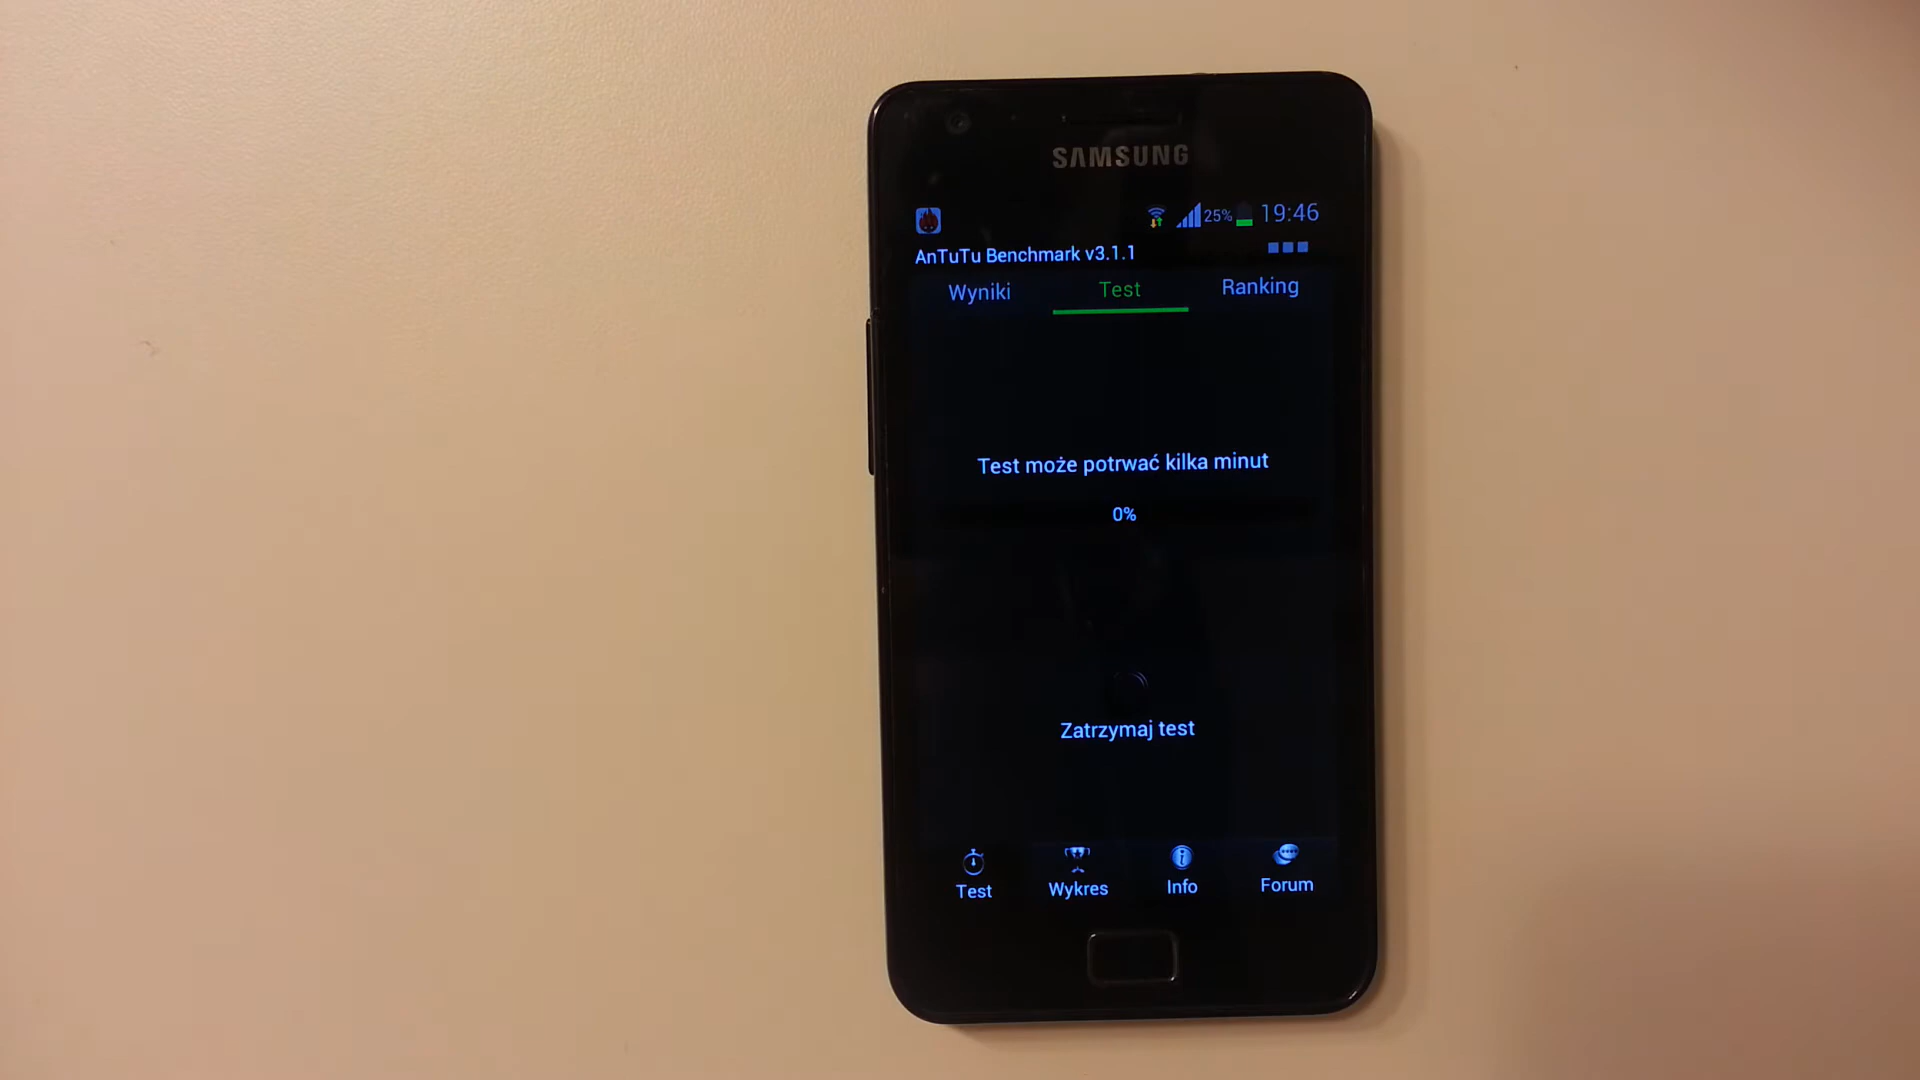 SAMSUNG
25% 19:46
AnTuTu Benchmark v3.1.1
Wyniki Test Ranking
Test może potrwać kilka minut
0%
Zatrzymaj test
Test Wykres Info Forum